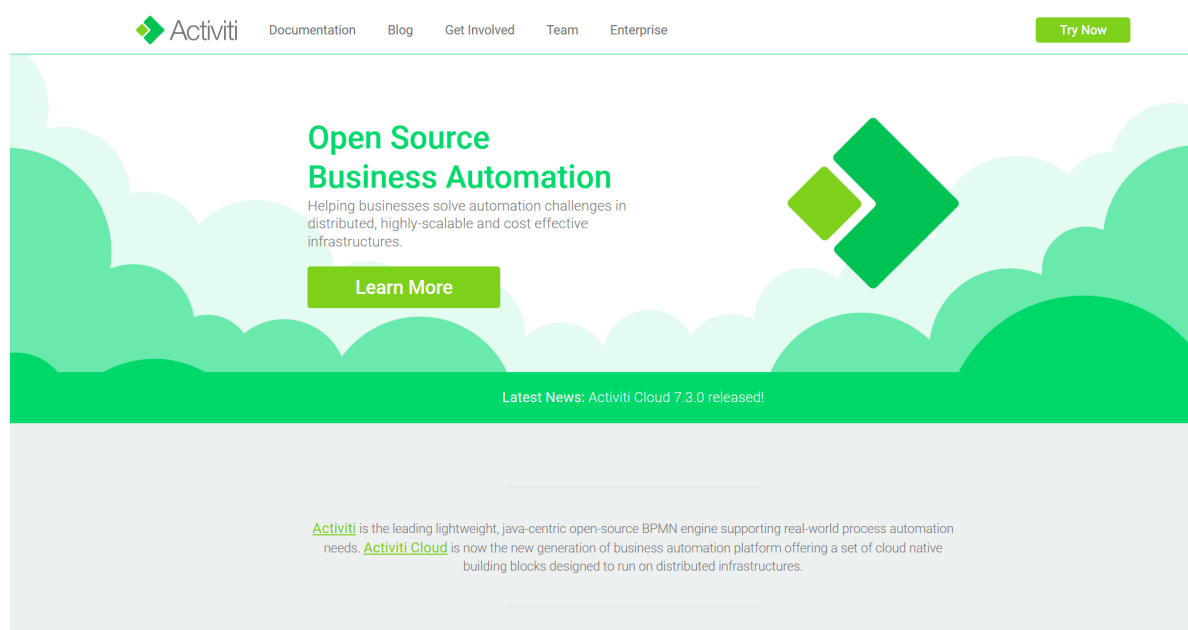 Activiti
Documentation
Blog
Get Involved
Team
Enterprise
Try Now
Open Source
Business Automation
Helping businesses solve automation challenges in
distributed, highly-scalable and cost effective
infrastructures.
Learn More
Latest News: Activiti Cloud 7.3.0 released!
Activiti is the leading lightweight, java-centric open-source BPMN engine supporting real-world process automation
needs. Activiti Cloud is now the new generation of business automation platform offering a set of cloud native
building blocks designed to run on distributed infrastructures.